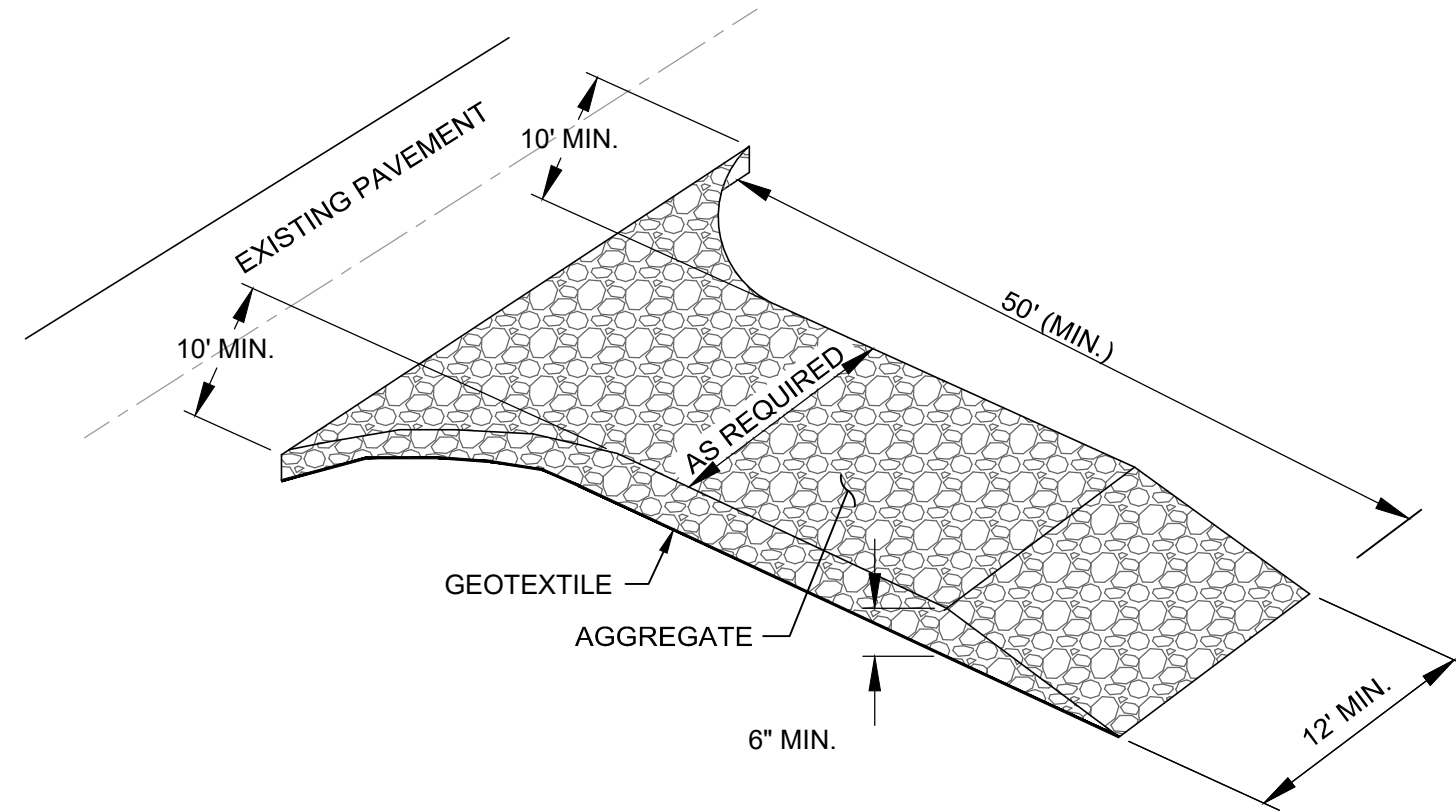 EXISTING PAVEMENT
10' MIN.
10' MIN.
50' (MIN.)
AS REQUIRED
GEOTEXTILE
AGGREGATE
6" MIN.
12' MIN.